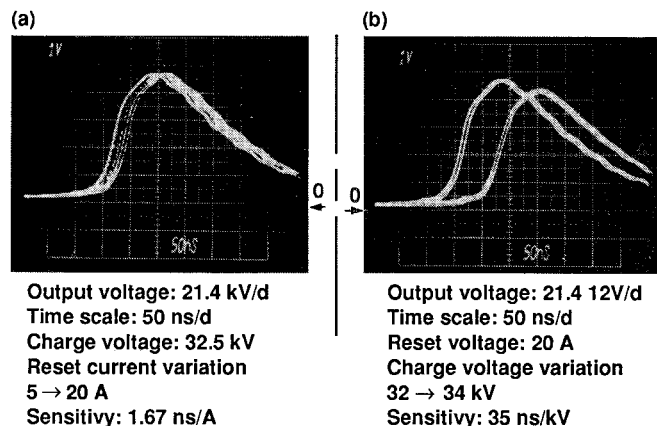 (a)
1V
50nS
0
Output voltage: 21.4 kV/d
Time scale: 50 ns/d
Charge voltage: 32.5 kV
Reset current variation
5 → 20 A
Sensitivy: 1.67 ns/A
(b)
1V
50nS
0
Output voltage: 21.4 12V/d
Time scale: 50 ns/d
Reset voltage: 20 A
Charge voltage variation
32 → 34 kV
Sensitivy: 35 ns/kV